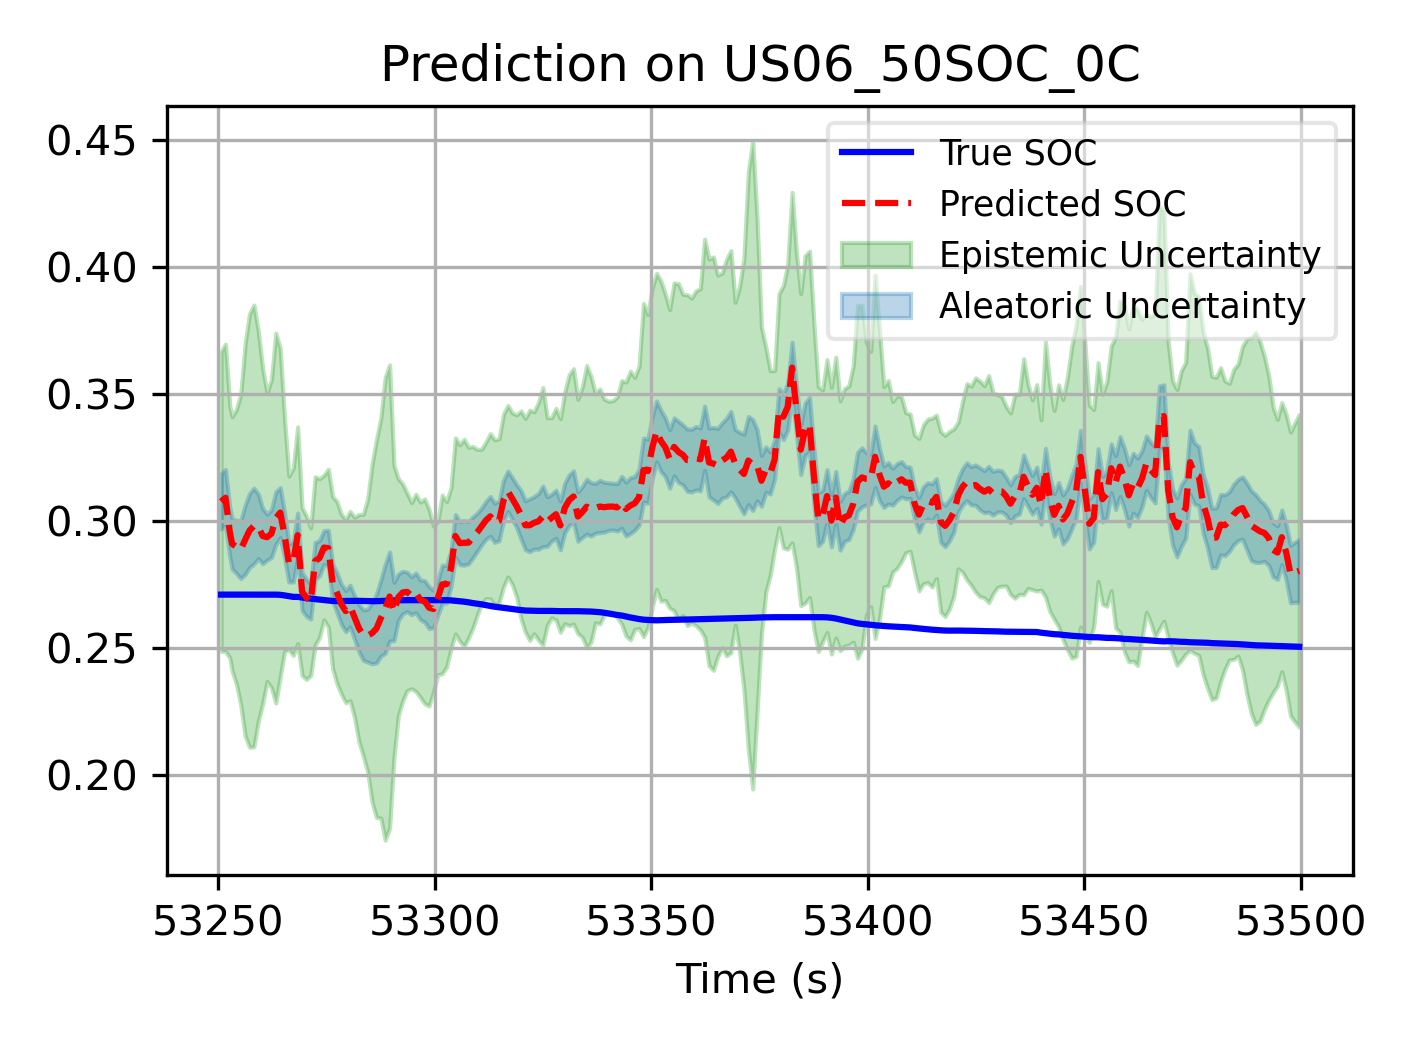 Prediction on US06_50SOC_0C
True SOC
Predicted SOC
Epistemic Uncertainty
Aleatoric Uncertainty
0.45
0.40
0.35
0.30
0.25
0.20
53250 53300 53350 53400 53450 53500
Time (s)